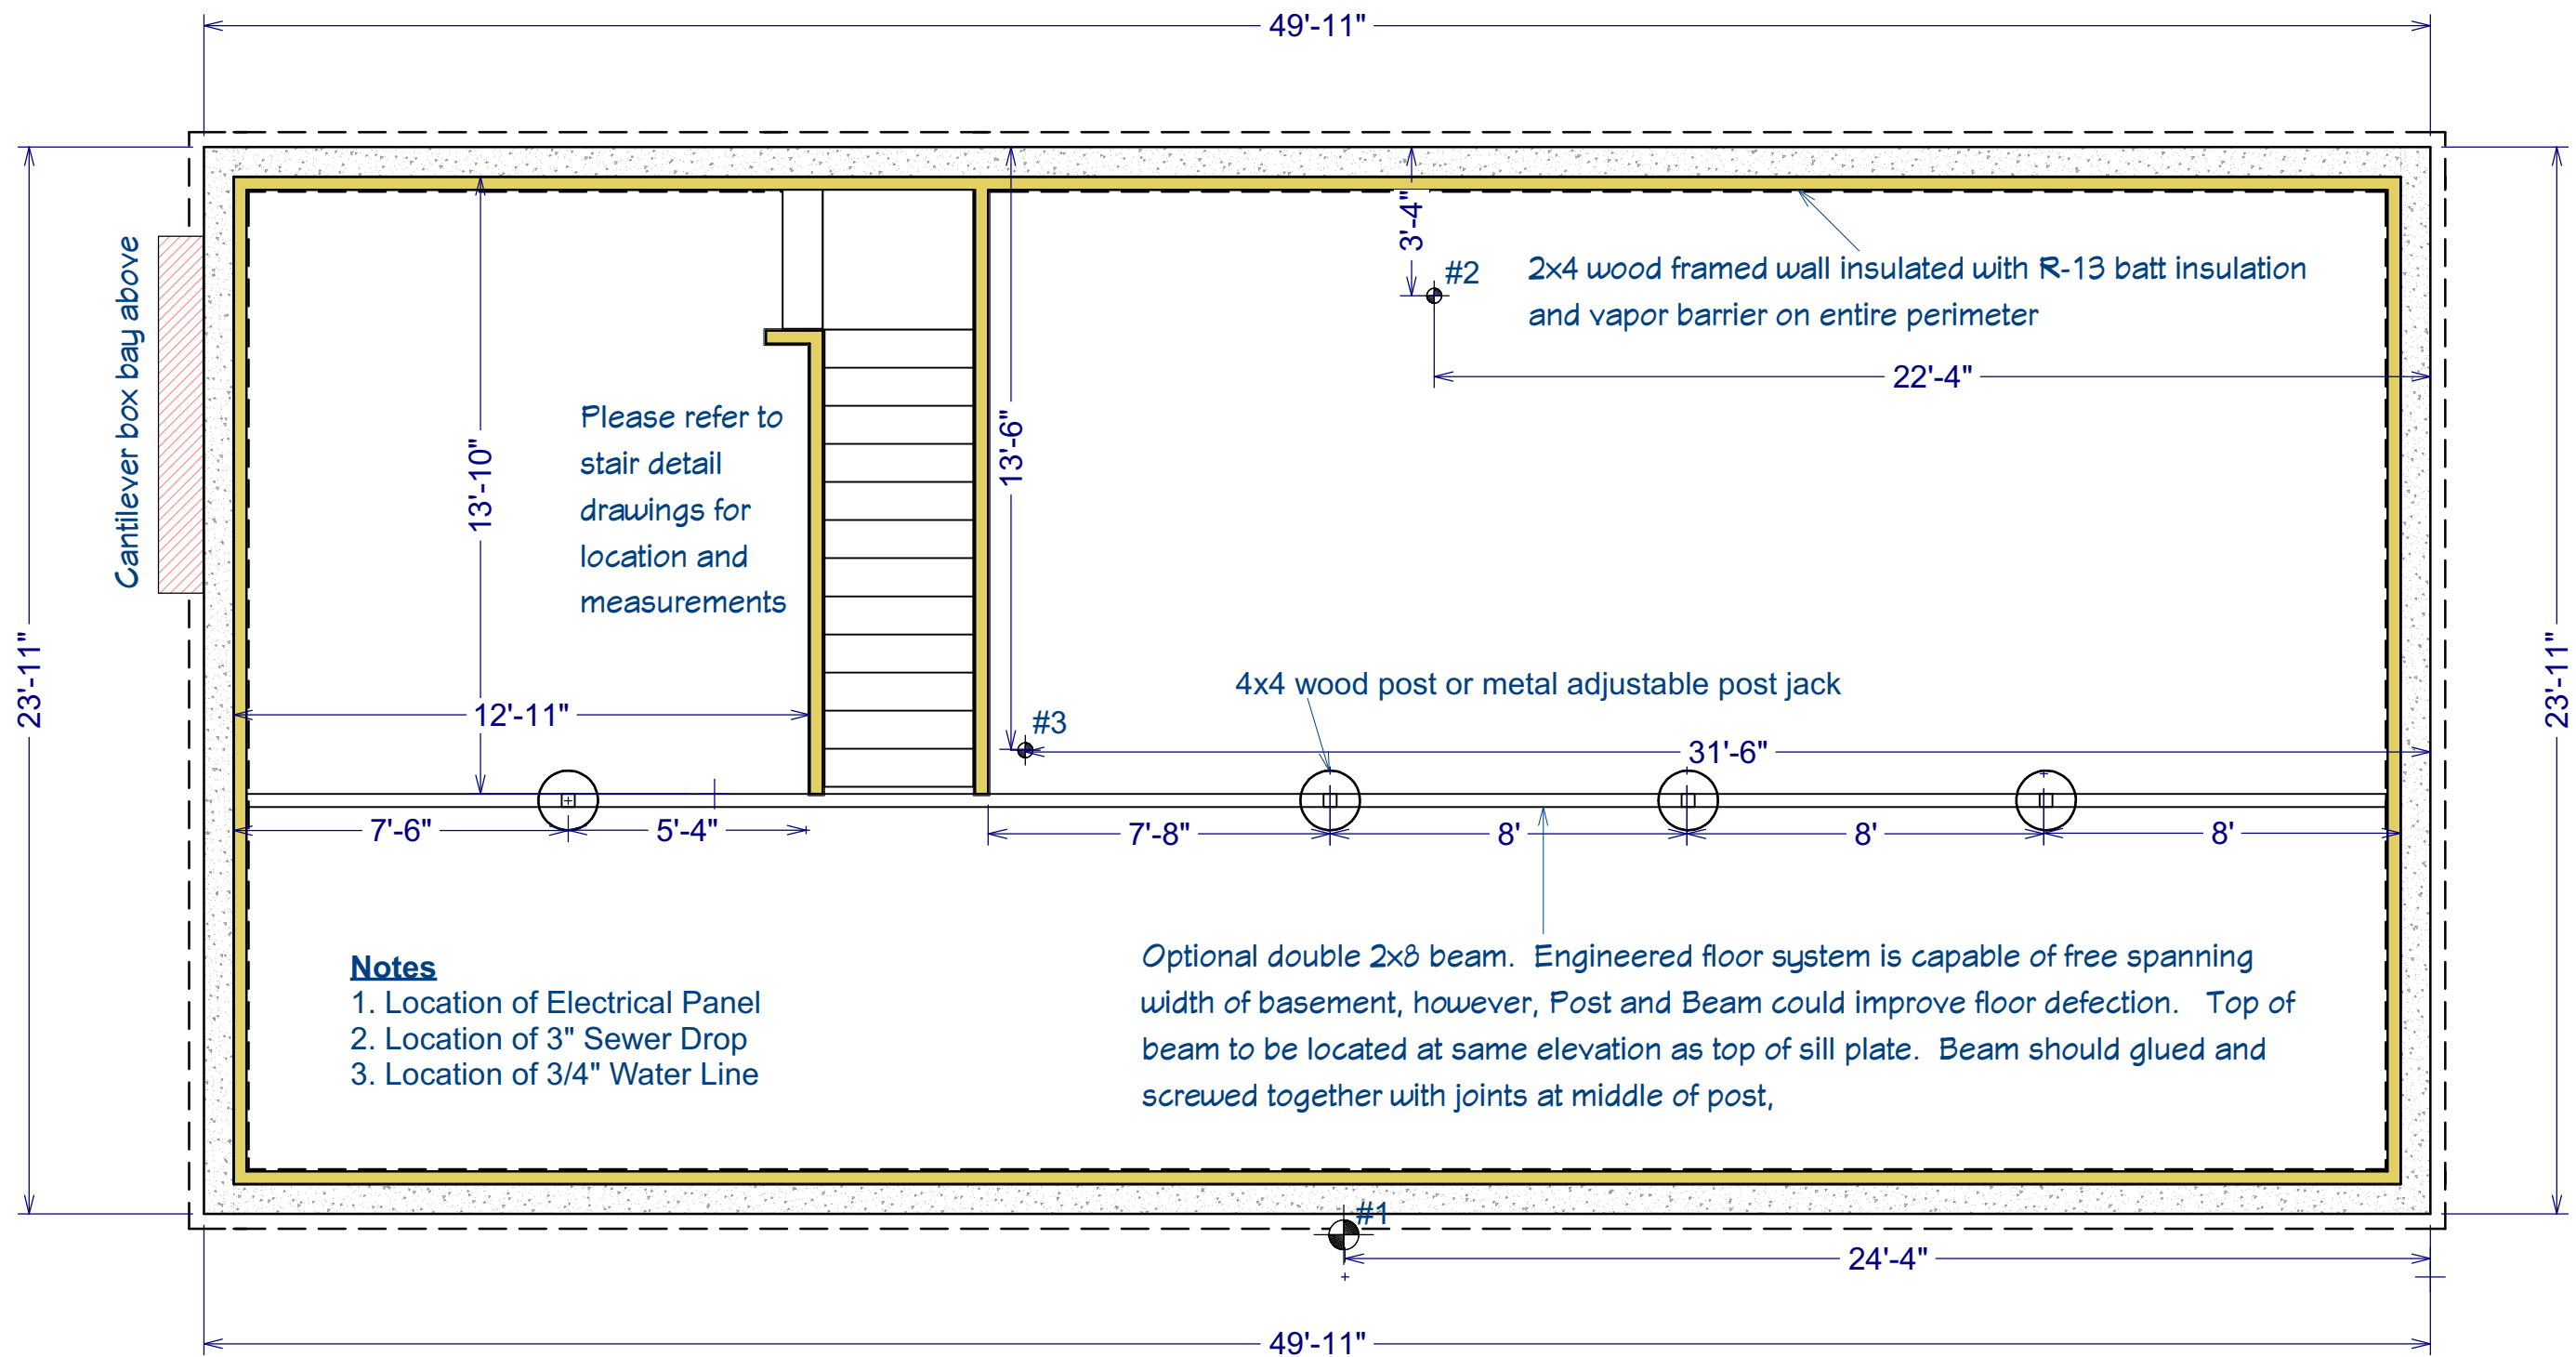 49'-11"
Cantilever box bay above
3'-4"
#2
2x4 wood framed wall insulated with R-13 batt insulation
and vapor barrier on entire perimeter
22'-4"
Please refer to
stair detail
drawings for
location and
measurements
13'-10"
13'-6"
23'-11"
23'-11"
4x4 wood post or metal adjustable post jack
12'-11"
#3
31'-6"
7'-6"
5'-4"
7'-8"
8'
8'
8'
Notes
1. Location of Electrical Panel
2. Location of 3" Sewer Drop
3. Location of 3/4" Water Line
Optional double 2x8 beam. Engineered floor system is capable of free spanning
width of basement, however, Post and Beam could improve floor defection. Top of
beam to be located at same elevation as top of sill plate. Beam should glued and
screwed together with joints at middle of post,
#1
24'-4"
49'-11"